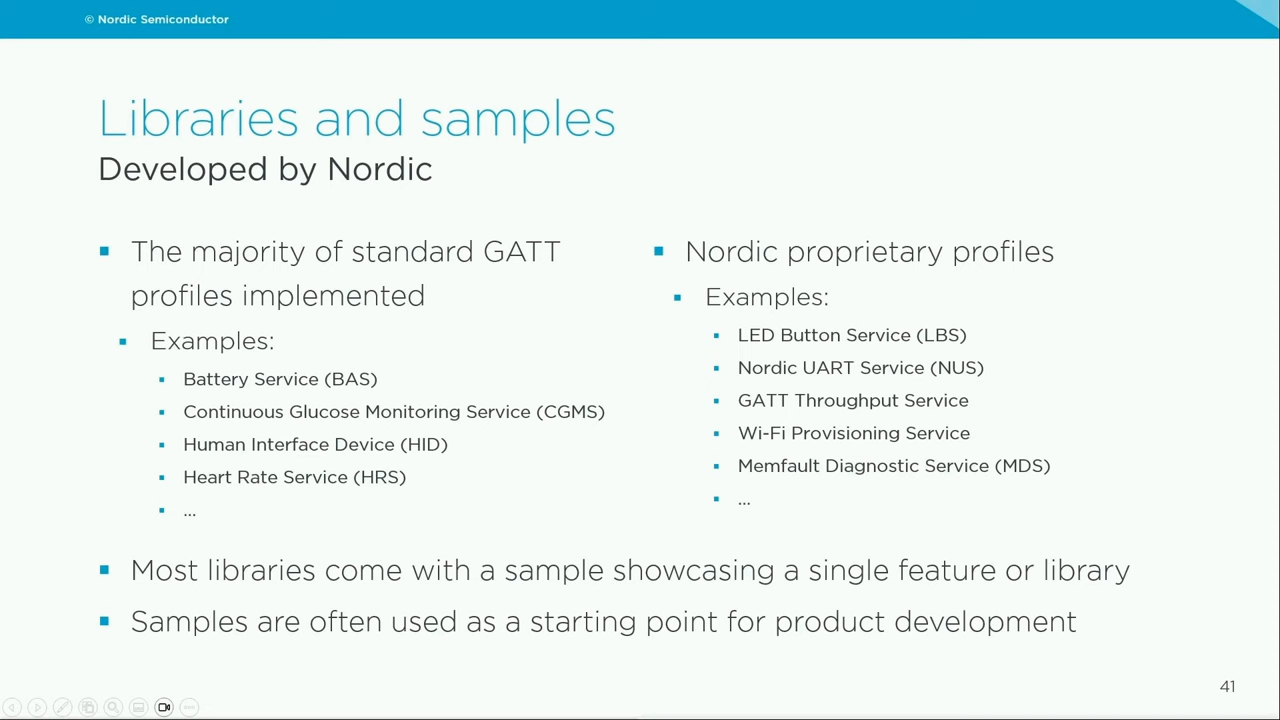 © Nordic Semiconductor
Libraries and samples
Developed by Nordic
The majority of standard GATT
profiles implemented
Examples:
Battery Service (BAS)
Continuous Glucose Monitoring Service (CGMS)
Human Interface Device (HID)
Heart Rate Service (HRS)
...
Nordic proprietary profiles
Examples:
LED Button Service (LBS)
Nordic UART Service (NUS)
GATT Throughput Service
Wi-Fi Provisioning Service
Memfault Diagnostic Service (MDS)
...
Most libraries come with a sample showcasing a single feature or library
Samples are often used as a starting point for product development
41